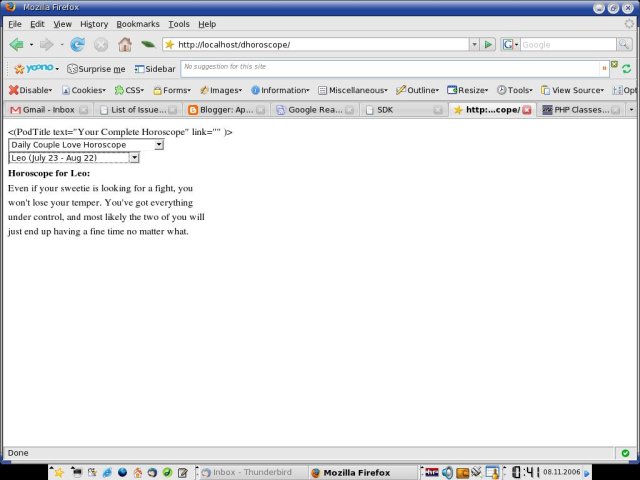 Mozilla Firefox
File Edit View History Bookmarks Tools Help
http://localhost/dhoroscope/
Google
yoono Surprise me Sidebar No suggestion for this site
Disable Cookies CSS Forms Images Information Miscellaneous Outline Resize Tools View Source Opt
Gmail - Inbox List of Issue... Blogger: Ap... Google Rea... SDK http:...cope/ PHP Classes...
<(PodTitle text="Your Complete Horoscope" link="" )>
Daily Couple Love Horoscope
Leo (July 23 - Aug 22)
Horoscope for Leo:
Even if your sweetie is looking for a fight, you
won't lose your temper. You've got everything
under control, and most likely the two of you will
just end up having a fine time no matter what.
Done
Inbox - Thunderbird Mozilla Firefox 0:41 08.11.2006